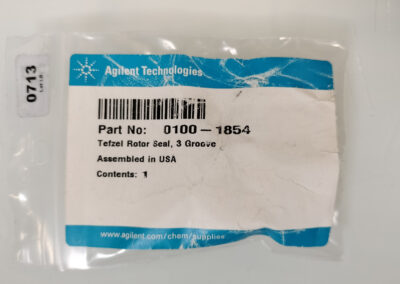 Agilent Technologies
0713
Part No: 0100-1854
Tefzel Rotor Seal, 3 Groove
Assembled in USA
Contents: 1
www.agilent.com/chem/supplies